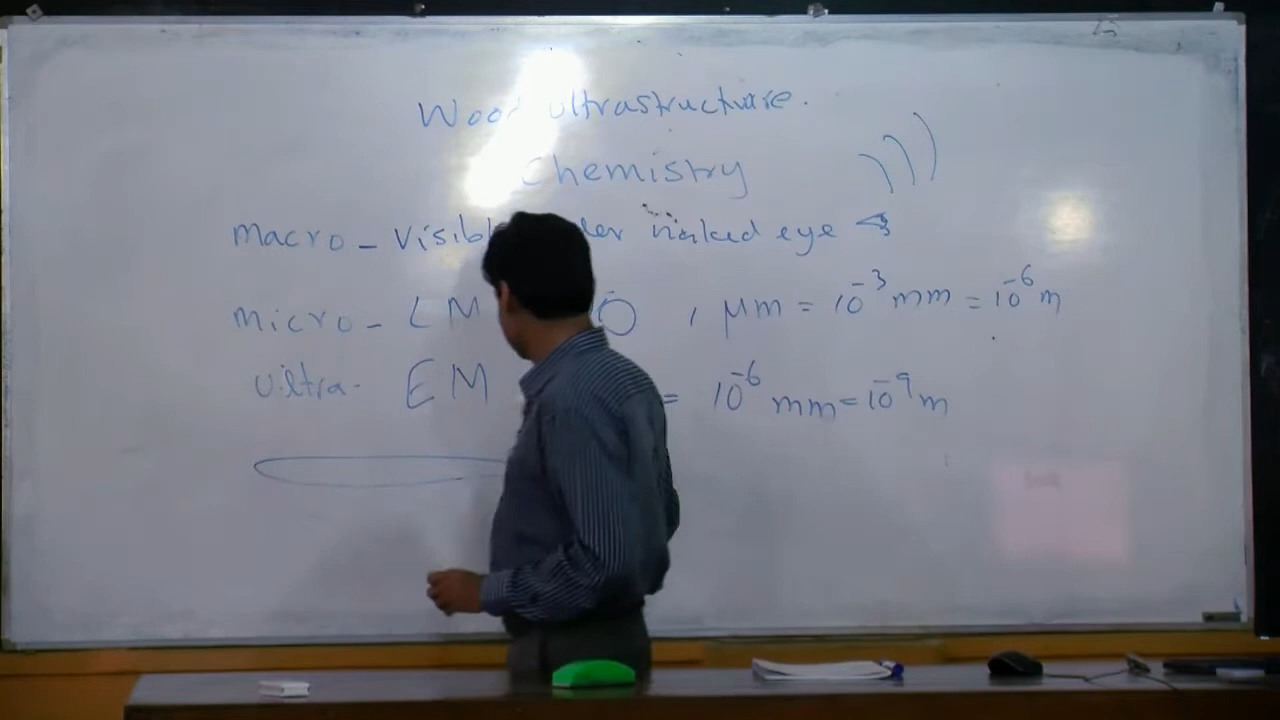 Wood ultrastructure.
Chemistry
macro - visible naked eye
micro - LM , μm = 10⁻³ mm = 10⁻⁶ m
Ultra - EM = 10⁻⁶ mm = 10⁻⁹ m